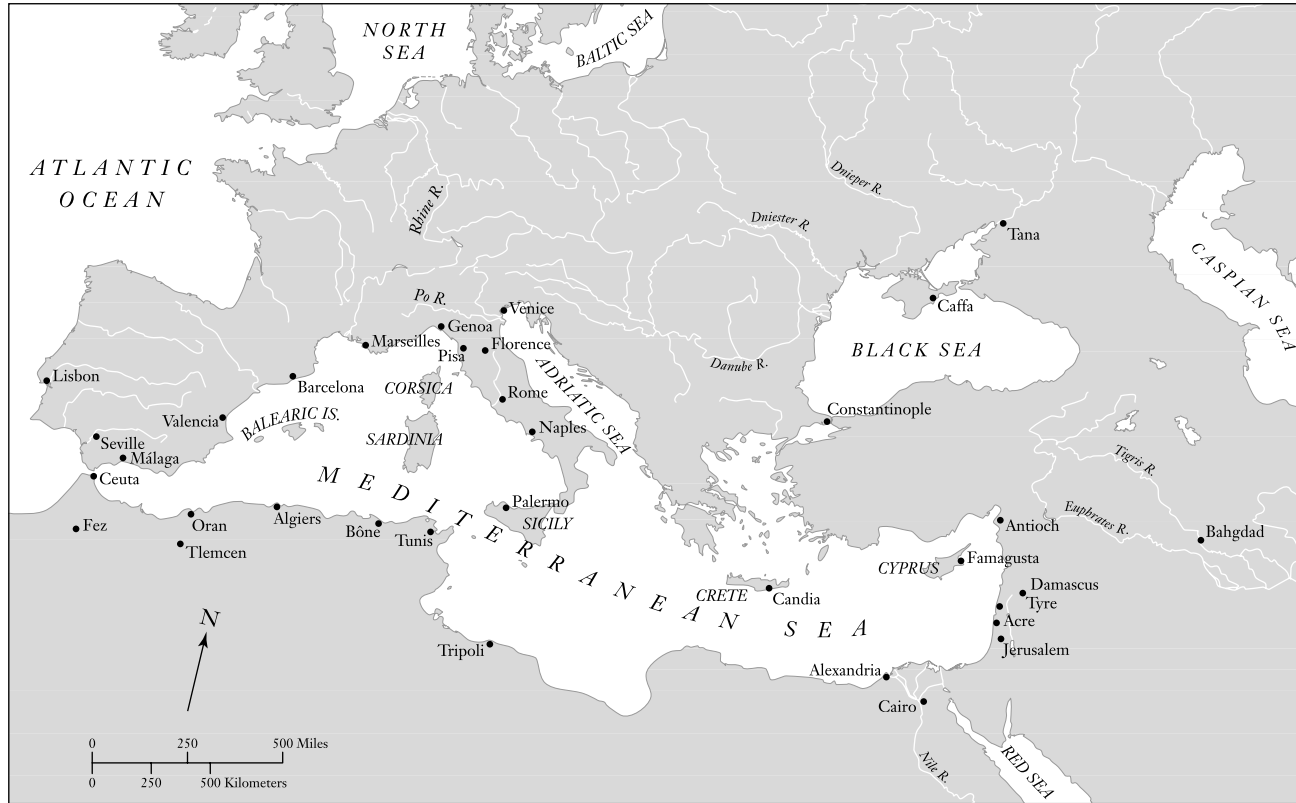 NORTH
SEA
BALTIC SEA
ATLANTIC
OCEAN
Rhine R.
Dnieper R.
Dniester R.
Tana
CASPIAN SEA
Po R.
Venice
Caffa
Genoa
Marseilles
Pisa
Florence
BLACK SEA
Danube R.
ADRIATIC SEA
Lisbon
Barcelona
CORSICA
Rome
Constantinople
Valencia
BALEARIC IS.
Naples
SARDINIA
Seville
Málaga
Ceuta
MEDITERRANEAN SEA
Tigris R.
Palermo
SICILY
Fez
Oran
Algiers
Bône
Tunis
Tlemcen
Antioch
Euphrates R.
Bahgdad
CYPRUS
Famagusta
CRETE
Candia
Damascus
Tyre
Acre
Jerusalem
N
Tripoli
Alexandria
Cairo
Nile R.
RED SEA
0 250 500 Miles
0 250 500 Kilometers